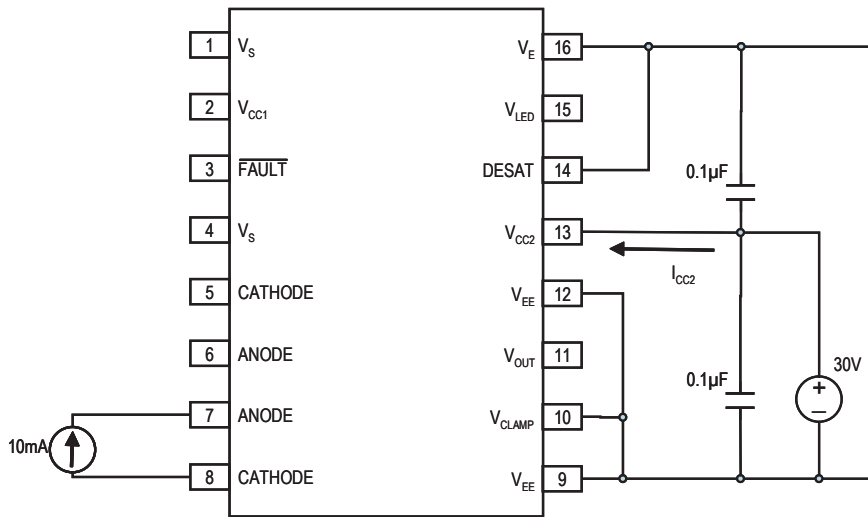 1 V_S
2 V_CC1
3 FAULT
4 V_S
5 CATHODE
6 ANODE
7 ANODE
8 CATHODE
10mA
V_E 16
V_LED 15
DESAT 14
V_CC2 13
V_EE 12
V_OUT 11
V_CLAMP 10
V_EE 9
0.1µF
I_CC2
0.1µF
30V
+
–